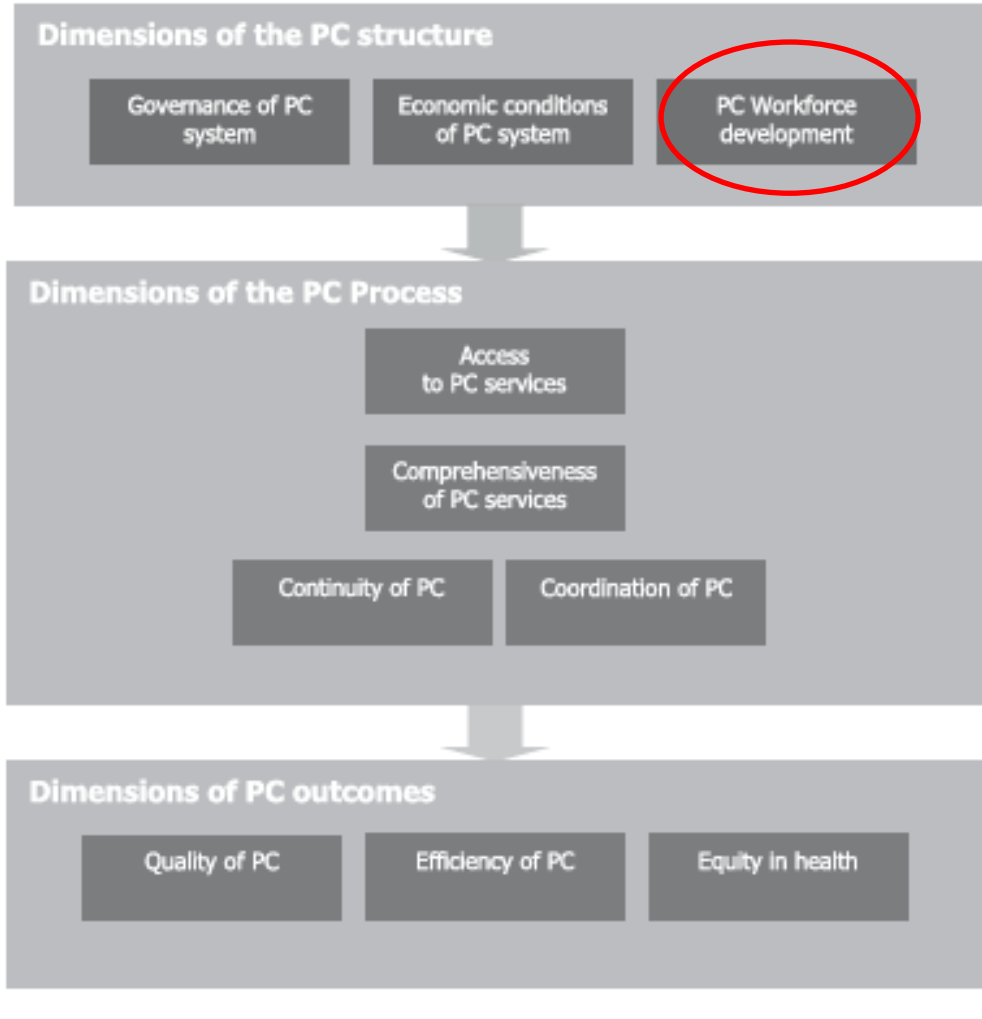 Dimensions of the PC structure
Governance of PC
system
Economic conditions
of PC system
PC Workforce
development
Dimensions of the PC Process
Access
to PC services
Comprehensiveness
of PC services
Continuity of PC
Coordination of PC
Dimensions of PC outcomes
Quality of PC
Efficiency of PC
Equity in health